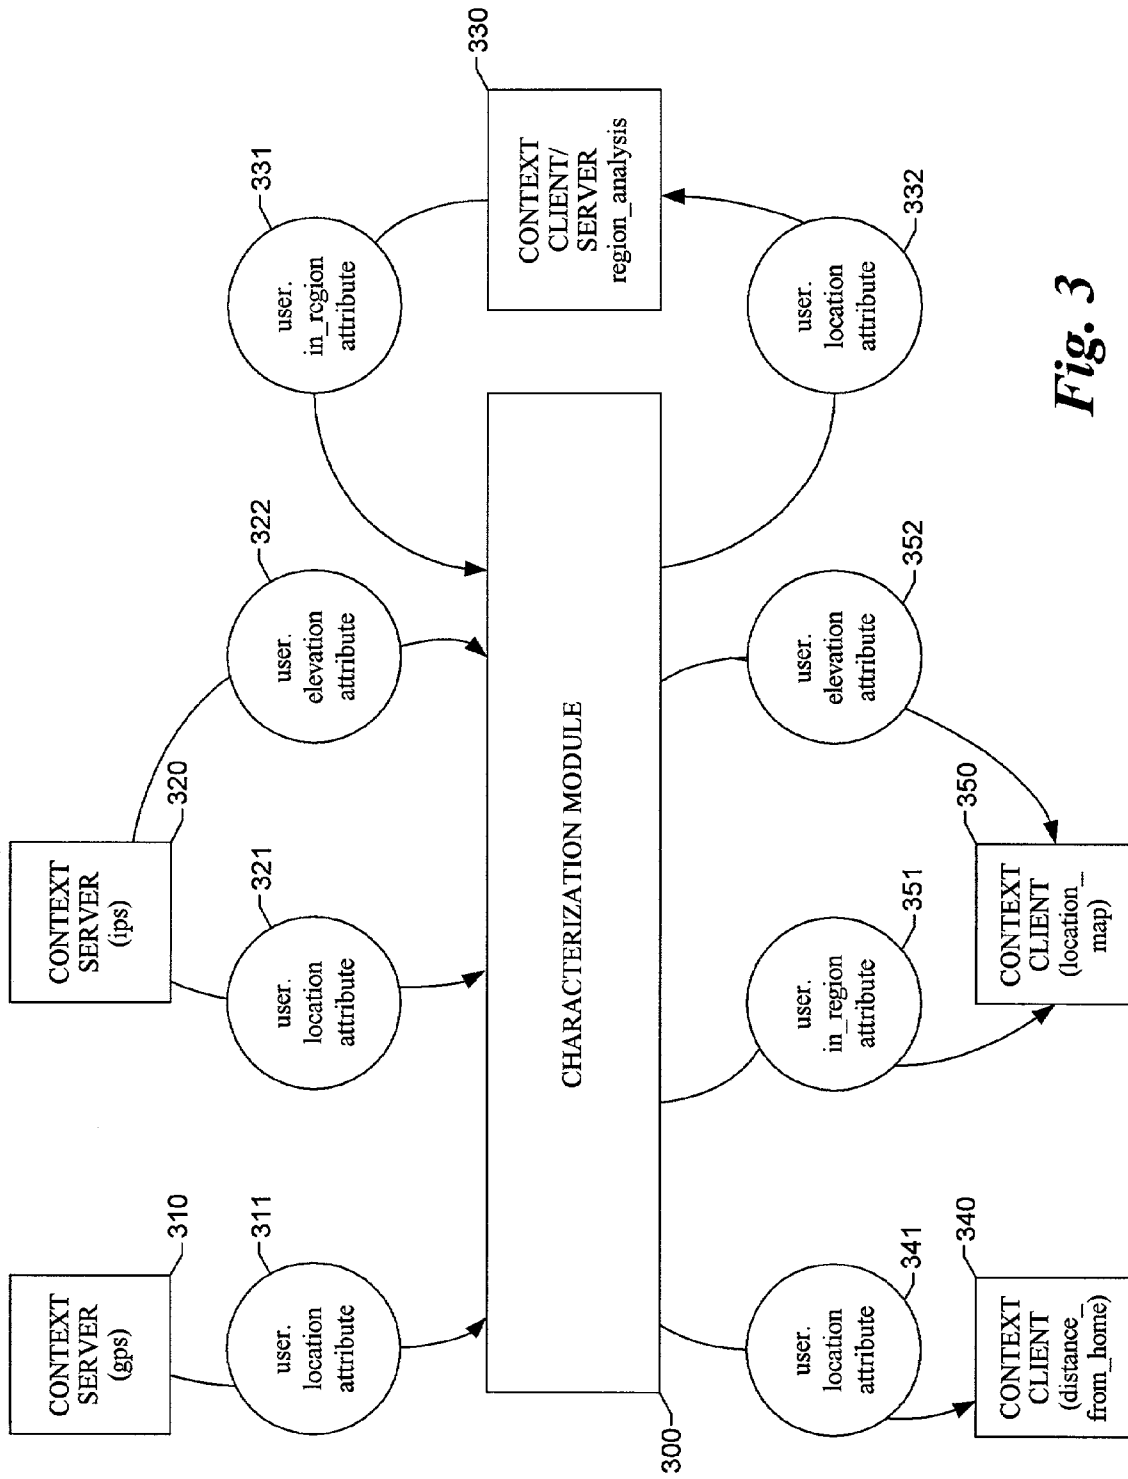 CONTEXT
SERVER
(gps)
310
CONTEXT
SERVER
(ips)
320
311
user.
location
attribute
321
user.
location
attribute
322
user.
elevation
attribute
331
user.
in_region
attribute
330
CONTEXT
CLIENT/
SERVER
region_analysis
CHARACTERIZATION MODULE
300
user.
location
attribute
341
user.
in_region
attribute
351
user.
elevation
attribute
352
user.
location
attribute
332
340
CONTEXT
CLIENT
(distance_
from_home)
350
CONTEXT
CLIENT
(location_
map)
Fig. 3